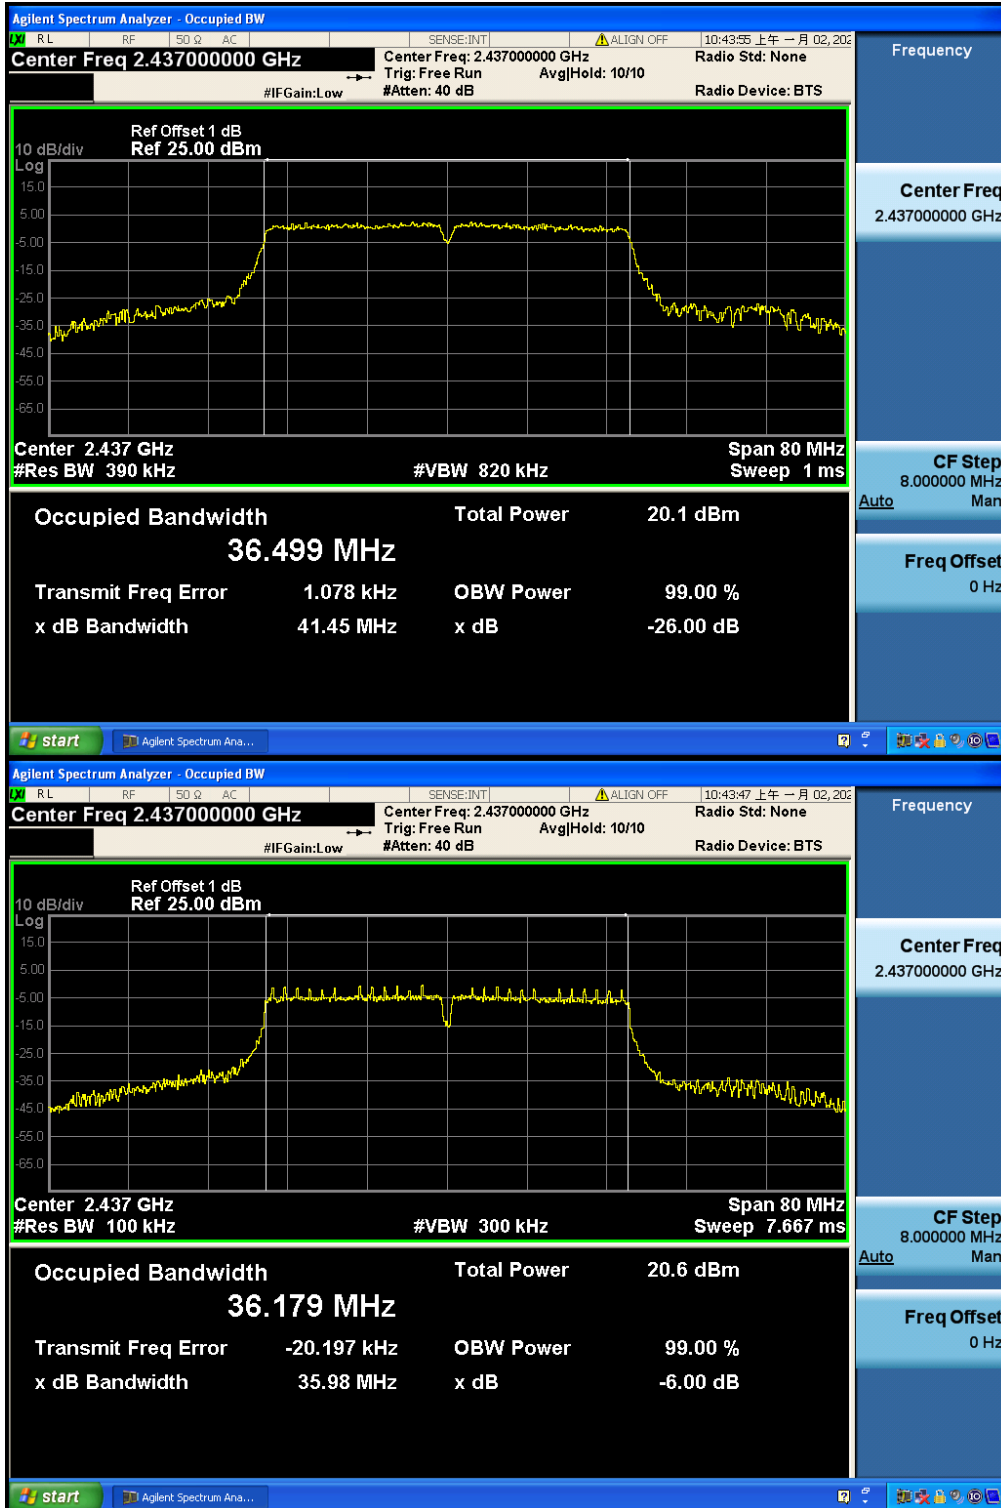 Agilent Spectrum Analyzer - Occupied BW
LXI RL RF 50 Ω AC SENSE:INT ALIGN OFF 10:43:55 上午 一月 02, 202
Center Freq 2.437000000 GHz
Center Freq: 2.437000000 GHz
Radio Std: None
Trig: Free Run Avg|Hold: 10/10
#IFGain:Low #Atten: 40 dB Radio Device: BTS
Frequency
Ref Offset 1 dB
10 dB/div Ref 25.00 dBm
Log
15.0
5.00
-5.00
-15.0
-25.0
-35.0
-45.0
-55.0
-65.0
Center Freq
2.437000000 GHz
Center 2.437 GHz Span 80 MHz
#Res BW 390 kHz #VBW 820 kHz Sweep 1 ms
CF Step
8.000000 MHz
Auto Man
Occupied Bandwidth Total Power 20.1 dBm
36.499 MHz
Transmit Freq Error 1.078 kHz OBW Power 99.00 %
x dB Bandwidth 41.45 MHz x dB -26.00 dB
Freq Offset
0 Hz
start Agilent Spectrum Ana...
Agilent Spectrum Analyzer - Occupied BW
LXI RL RF 50 Ω AC SENSE:INT ALIGN OFF 10:43:47 上午 一月 02, 202
Center Freq 2.437000000 GHz
Center Freq: 2.437000000 GHz
Radio Std: None
Trig: Free Run Avg|Hold: 10/10
#IFGain:Low #Atten: 40 dB Radio Device: BTS
Frequency
Ref Offset 1 dB
10 dB/div Ref 25.00 dBm
Log
15.0
5.00
-5.00
-15.0
-25.0
-35.0
-45.0
-55.0
-65.0
Center Freq
2.437000000 GHz
Center 2.437 GHz Span 80 MHz
#Res BW 100 kHz #VBW 300 kHz Sweep 7.667 ms
CF Step
8.000000 MHz
Auto Man
Occupied Bandwidth Total Power 20.6 dBm
36.179 MHz
Transmit Freq Error -20.197 kHz OBW Power 99.00 %
x dB Bandwidth 35.98 MHz x dB -6.00 dB
Freq Offset
0 Hz
start Agilent Spectrum Ana...